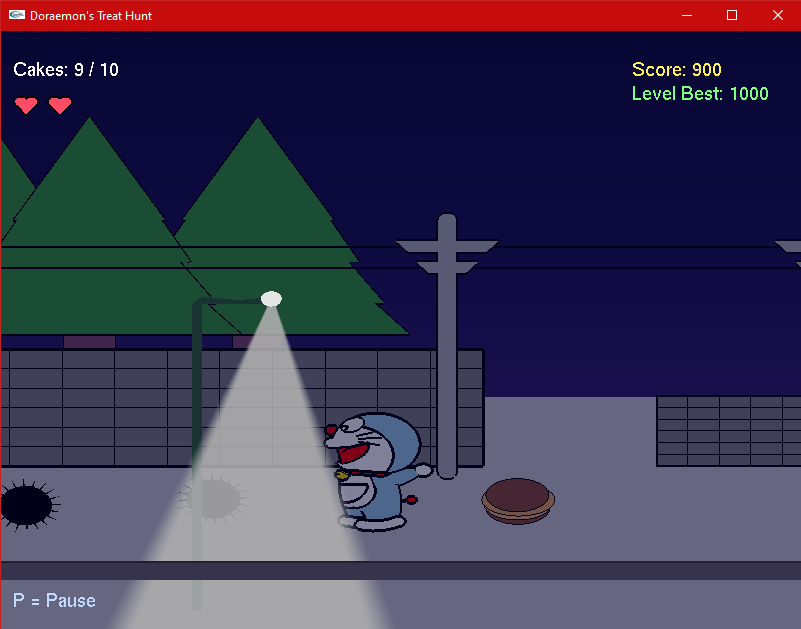 Doraemon's Treat Hunt
Cakes: 9 / 10
Score: 900
Level Best: 1000
P = Pause